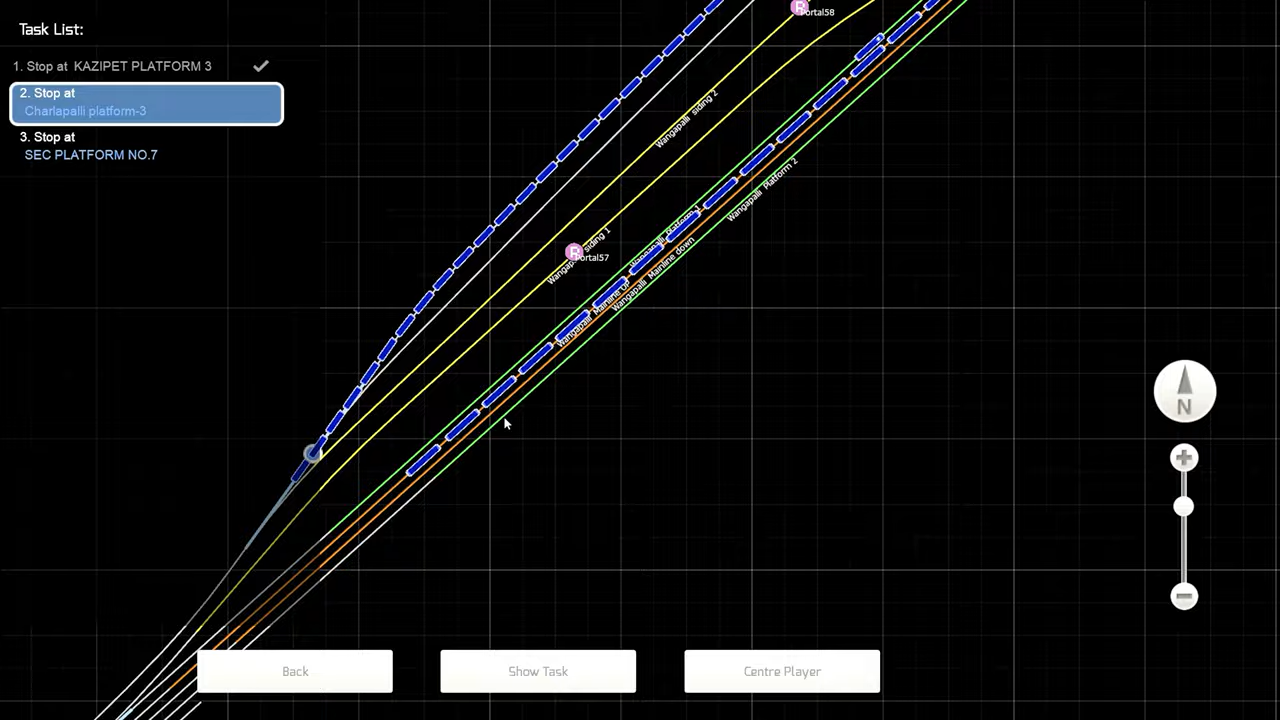 Task List:
1. Stop at KAZIPET PLATFORM 3
2. Stop at
Charlapalli platform-3
3. Stop at
SEC PLATFORM NO.7
Portal58
Wangapalli siding 2
Wangapalli Platform 2
siding 1
Portal57
Wangapalli Mainline down
Wangapalli Mainline UP
N
Back
Show Task
Centre Player